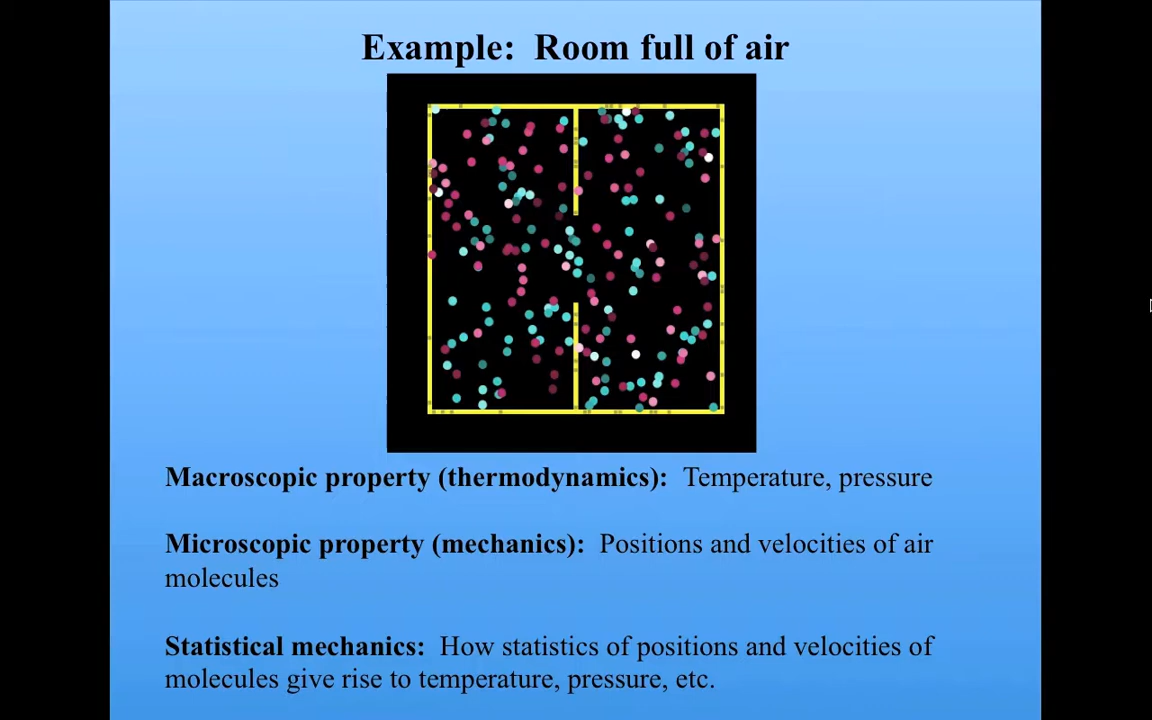 Example: Room full of air
Macroscopic property (thermodynamics): Temperature, pressure
Microscopic property (mechanics): Positions and velocities of air
molecules
Statistical mechanics: How statistics of positions and velocities of
molecules give rise to temperature, pressure, etc.